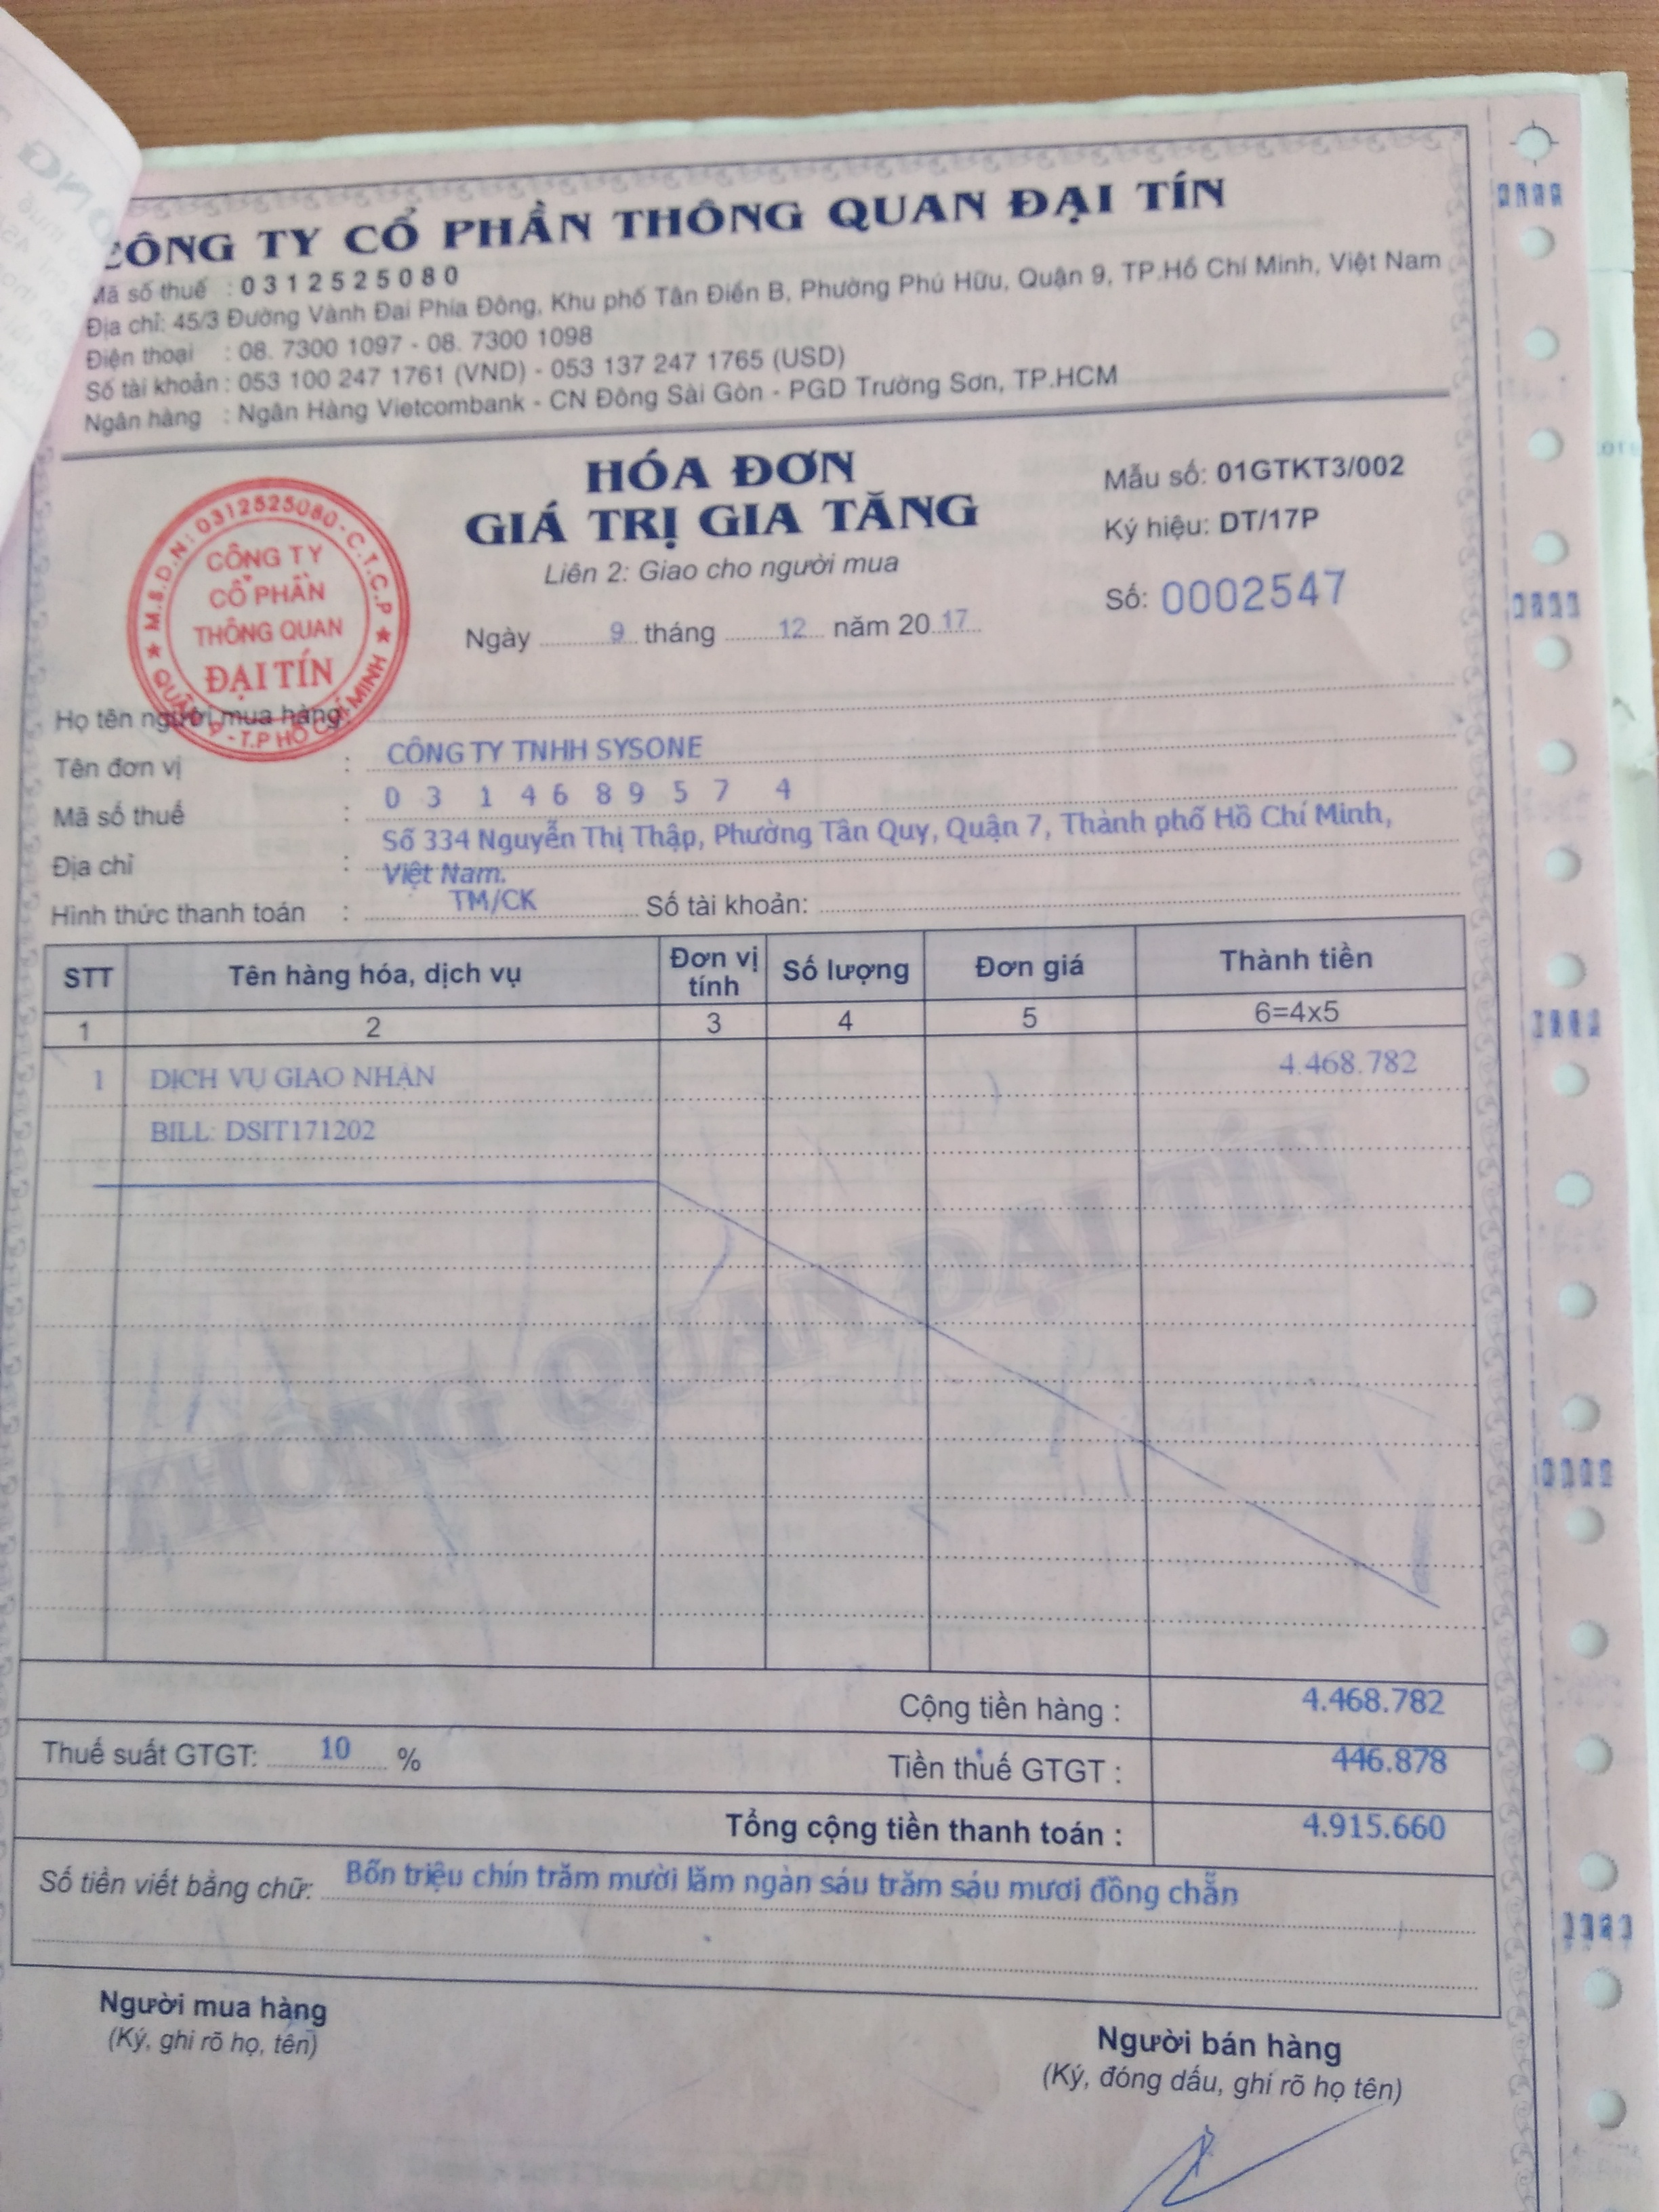 CÔNG TY CỔ PHẦN THÔNG QUAN ĐẠI TÍN
Mã số thuế : 0312525080
Địa chỉ: 45/3 Đường Vành Đai Phía Đông, Khu phố Tân Điền B, Phường Phú Hữu, Quận 9, TP.Hồ Chí Minh, Việt Nam
Điện thoại : 08. 7300 1097 - 08. 7300 1098
Số tài khoản : 053 100 247 1761 (VND) - 053 137 247 1765 (USD)
Ngân hàng : Ngân Hàng Vietcombank - CN Đông Sài Gòn - PGD Trường Sơn, TP.HCM
HÓA ĐƠN
GIÁ TRỊ GIA TĂNG
Liên 2: Giao cho người mua
Ngày 9 tháng 12 năm 20 17
Mẫu số: 01GTKT3/002
Ký hiệu: DT/17P
Số: 0002547
M.S.D.N: 0312525080 - C.T.C.P
CÔNG TY
CỔ PHẦN
THÔNG QUAN
ĐẠI TÍN
QUẬN 9 - T.P HỒ CHÍ MINH
Họ tên người mua hàng:
Tên đơn vị : CÔNG TY TNHH SYSONE
Mã số thuế : 0 3 1 4 6 8 9 5 7 4
Địa chỉ : Số 334 Nguyễn Thị Thập, Phường Tân Quy, Quận 7, Thành phố Hồ Chí Minh,
Việt Nam.
Hình thức thanh toán : TM/CK Số tài khoản:
STT Tên hàng hóa, dịch vụ Đơn vị tính Số lượng Đơn giá Thành tiền
1 2 3 4 5 6=4x5
1 DỊCH VỤ GIAO NHẬN 4.468.782
BILL: DSIT171202
THÔNG QUAN ĐẠI TÍN
Cộng tiền hàng : 4.468.782
Thuế suất GTGT: 10 % Tiền thuế GTGT : 446.878
Tổng cộng tiền thanh toán : 4.915.660
Số tiền viết bằng chữ: Bốn triệu chín trăm mười lăm ngàn sáu trăm sáu mươi đồng chẵn
Người mua hàng
(Ký, ghi rõ họ, tên)
Người bán hàng
(Ký, đóng dấu, ghi rõ họ tên)